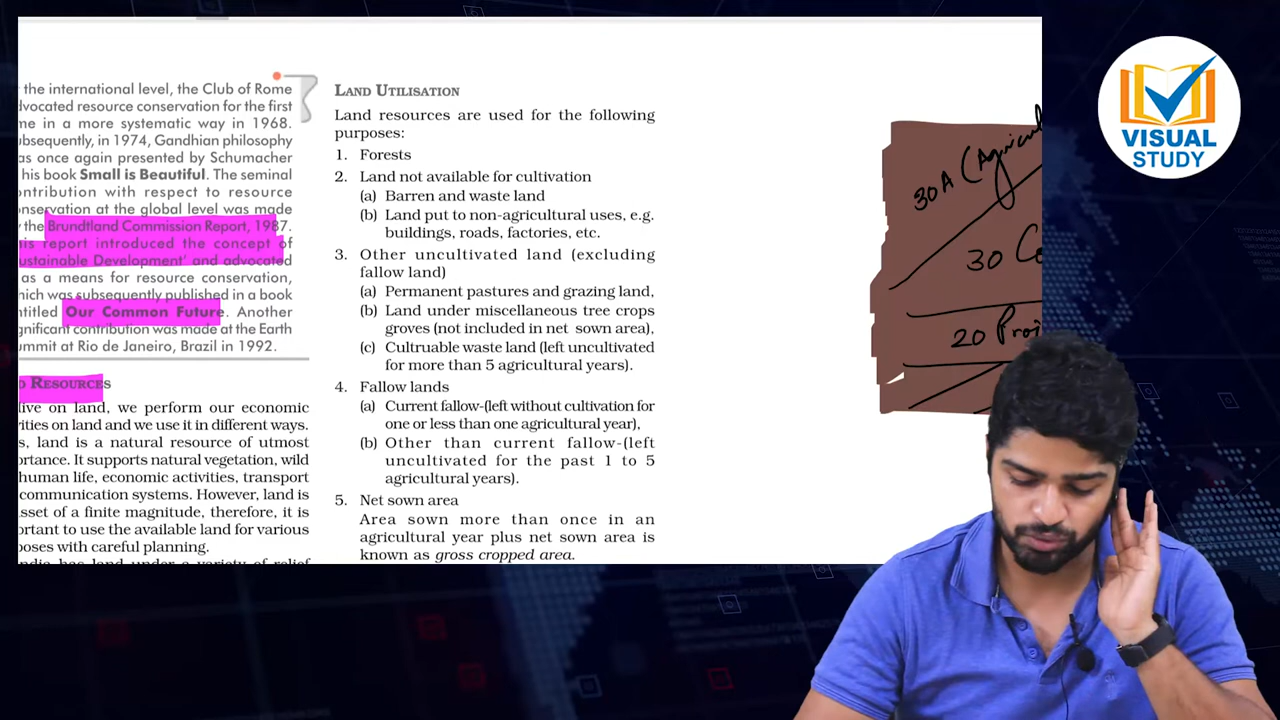 the international level, the Club of Rome
dvocated resource conservation for the first
me in a more systematic way in 1968.
ubsequently, in 1974, Gandhian philosophy
as once again presented by Schumacher
his book Small is Beautiful. The seminal
ontribution with respect to resource
onservation at the global level was made
the Brundtland Commission Report, 1987.
his report introduced the concept of
ustainable Development' and advocated
as a means for resource conservation,
hich was subsequently published in a book
ntitled Our Common Future. Another
gnificant contribution was made at the Earth
ummit at Rio de Janeiro, Brazil in 1992.
D RESOURCES
live on land, we perform our economic
ities on land and we use it in different ways.
s, land is a natural resource of utmost
ortance. It supports natural vegetation, wild
human life, economic activities, transport
communication systems. However, land is
sset of a finite magnitude, therefore, it is
ortant to use the available land for various
poses with careful planning.
ndia has land under a variety of relief
LAND UTILISATION
Land resources are used for the following
purposes:
1. Forests
2. Land not available for cultivation
(a) Barren and waste land
(b) Land put to non-agricultural uses, e.g.
buildings, roads, factories, etc.
3. Other uncultivated land (excluding
fallow land)
(a) Permanent pastures and grazing land,
(b) Land under miscellaneous tree crops
groves (not included in net sown area),
(c) Cultruable waste land (left uncultivated
for more than 5 agricultural years).
4. Fallow lands
(a) Current fallow-(left without cultivation for
one or less than one agricultural year),
(b) Other than current fallow-(left
uncultivated for the past 1 to 5
agricultural years).
5. Net sown area
Area sown more than once in an
agricultural year plus net sown area is
known as gross cropped area.
30A (Agricul
30 Co
20
VISUAL
STUDY